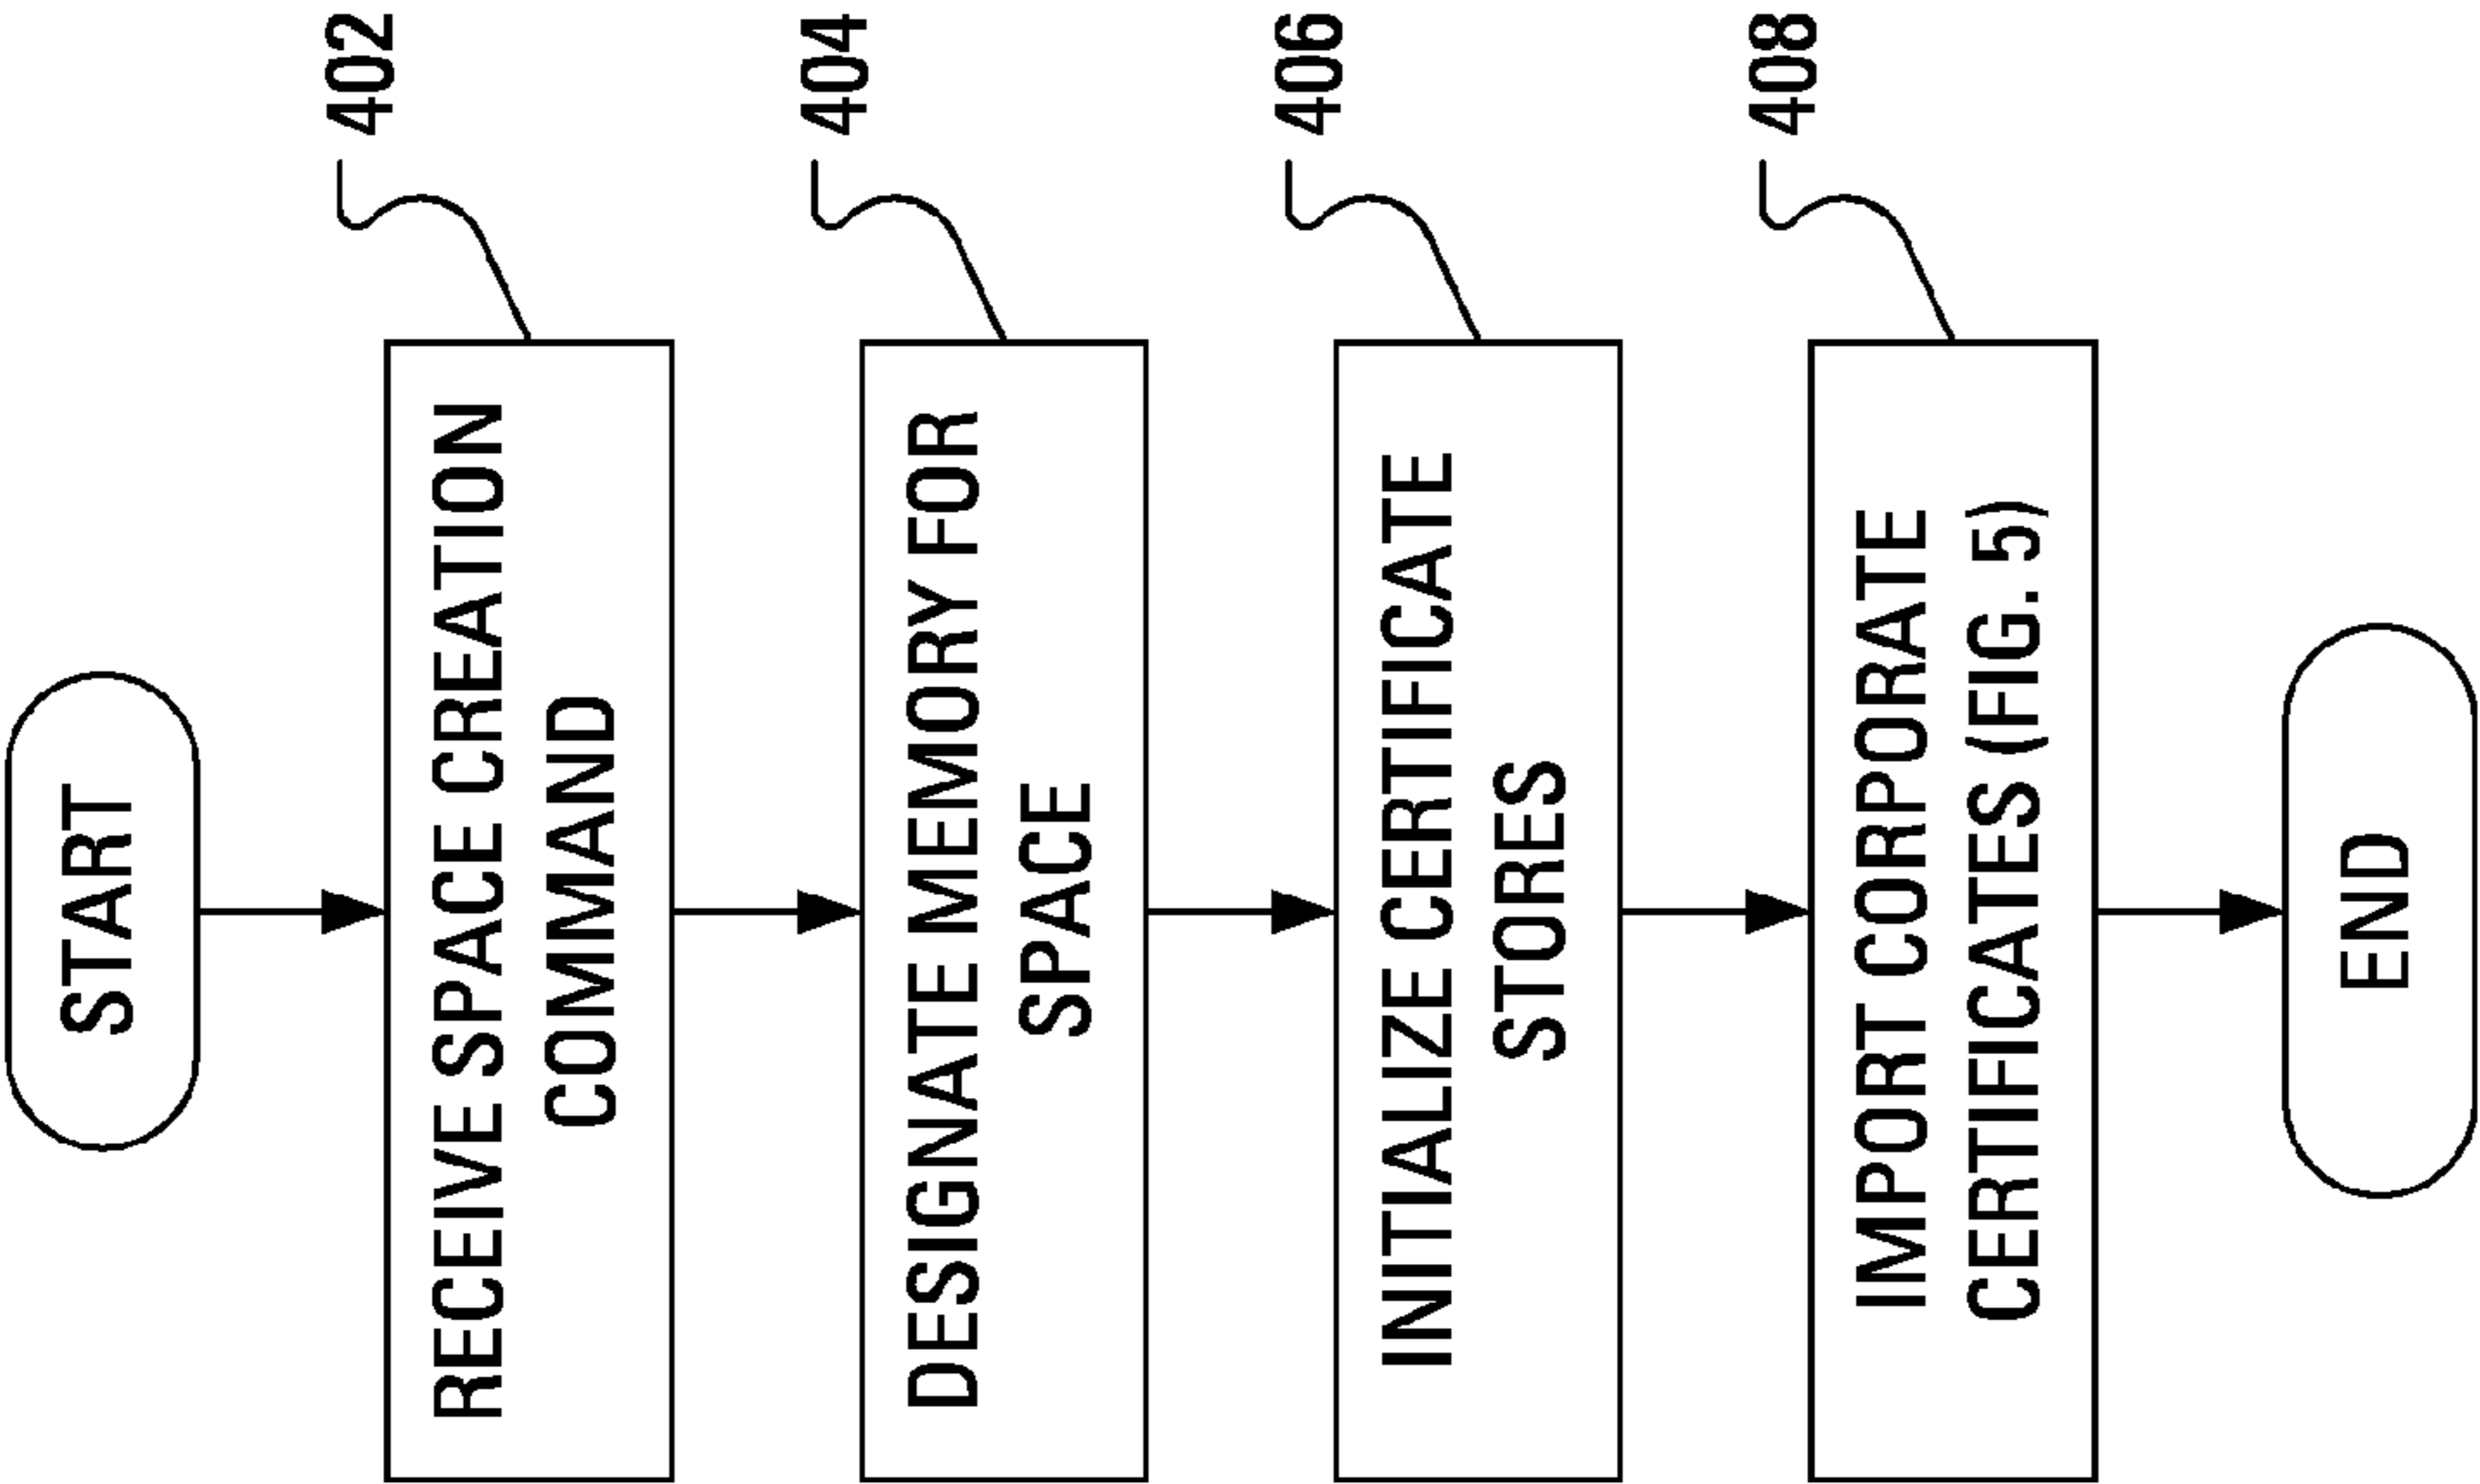 START
402
RECEIVE SPACE CREATION
COMMAND
404
DESIGNATE MEMORY FOR
SPACE
406
INITIALIZE CERTIFICATE
STORES
408
IMPORT CORPORATE
CERTIFICATES (FIG. 5)
END